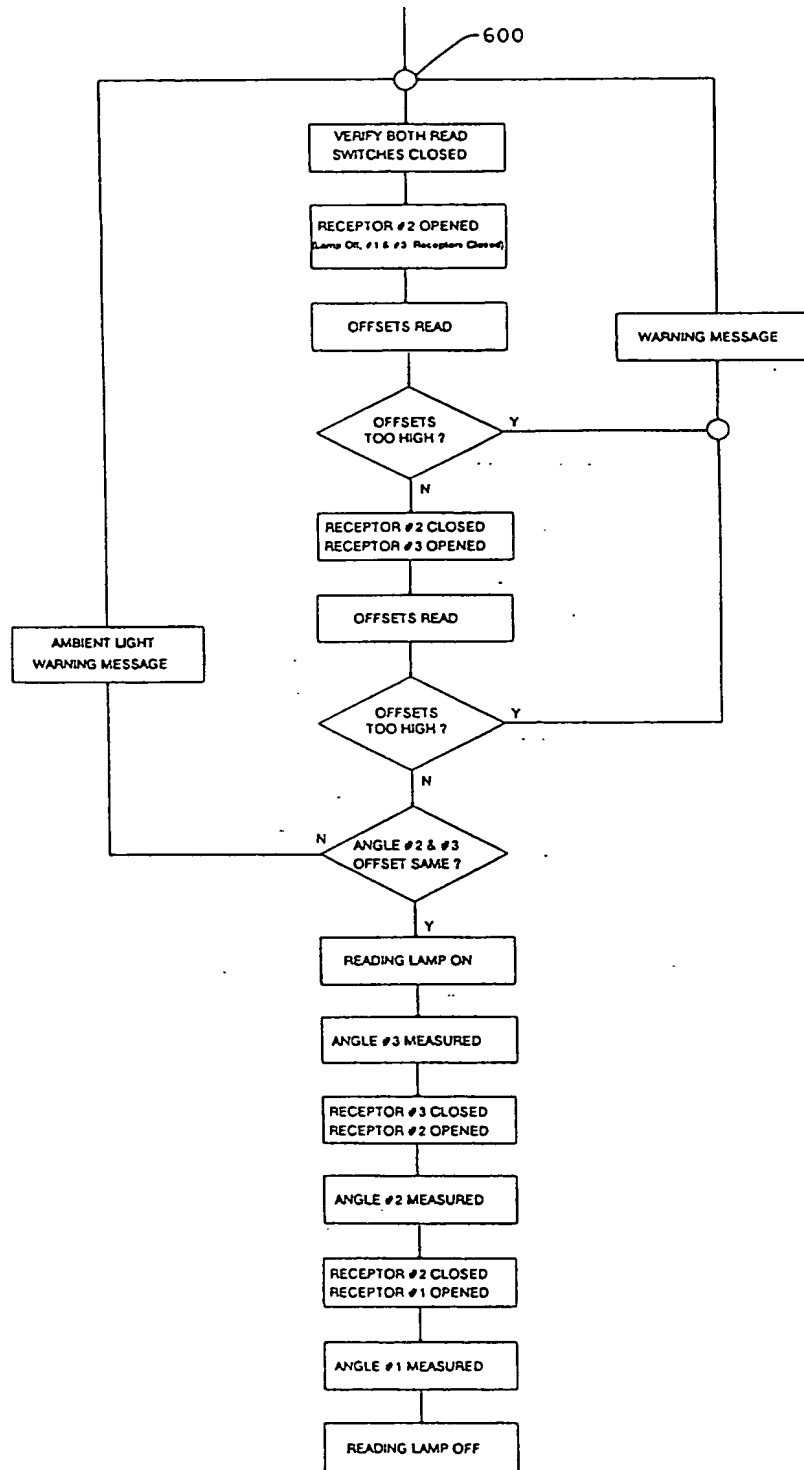 600
VERIFY BOTH READ
SWITCHES CLOSED
RECEPTOR #2 OPENED
(Lamp Off, #1 & #3 Receptors Closed)
OFFSETS READ
WARNING MESSAGE
OFFSETS
TOO HIGH ?
Y
N
RECEPTOR #2 CLOSED
RECEPTOR #3 OPENED
OFFSETS READ
AMBIENT LIGHT
WARNING MESSAGE
OFFSETS
TOO HIGH ?
Y
N
N
ANGLE #2 & #3
OFFSET SAME ?
Y
READING LAMP ON
ANGLE #3 MEASURED
RECEPTOR #3 CLOSED
RECEPTOR #2 OPENED
ANGLE #2 MEASURED
RECEPTOR #2 CLOSED
RECEPTOR #1 OPENED
ANGLE #1 MEASURED
READING LAMP OFF